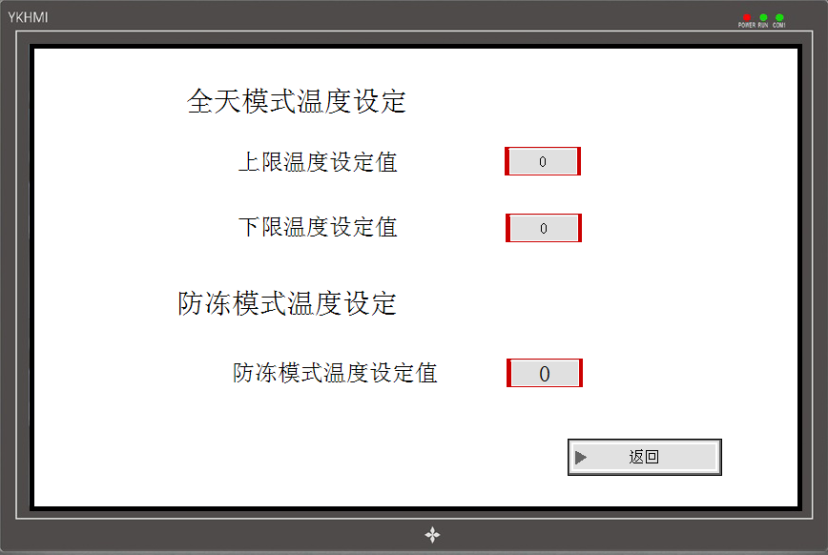 YKHMI
POWER RUN COM1
全天模式温度设定
上限温度设定值 0
下限温度设定值 0
防冻模式温度设定
防冻模式温度设定值 0
返回